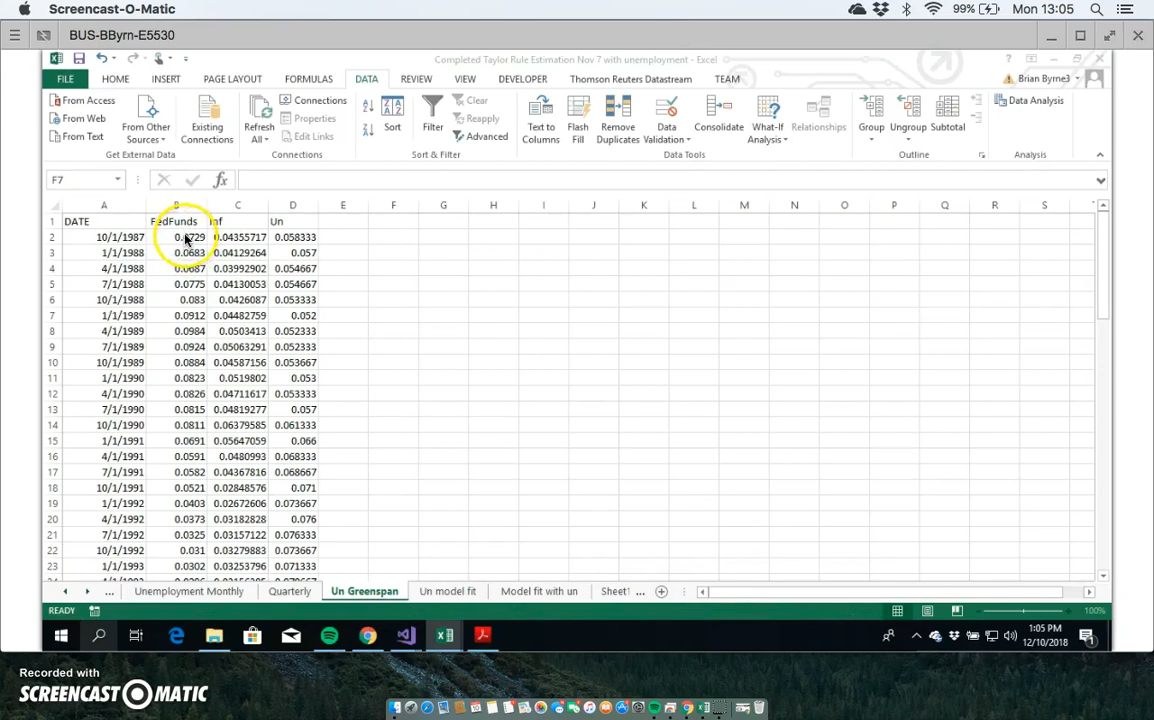 Screencast-O-Matic 99% Mon 13:05
BUS-BByrn-E5530
Completed Taylor Rule Estimation Nov 7 with unemployment - Excel
FILE HOME INSERT PAGE LAYOUT FORMULAS DATA REVIEW VIEW DEVELOPER Thomson Reuters Datastream TEAM Brian Byrne3
From Access
From Web
From Text
From Other Sources
Existing Connections
Get External Data
Refresh All
Connections
Properties
Edit Links
Connections
Sort
Filter
Clear
Reapply
Advanced
Sort & Filter
Text to Columns
Flash Fill
Remove Duplicates
Data Validation
Consolidate
What-If Analysis
Relationships
Data Tools
Group
Ungroup
Subtotal
Outline
Data Analysis
Analysis
F7
A B C D E F G H I J K L M N O P Q R S
1 DATE FedFunds Inf Un
2 10/1/1987 0.0729 0.04355717 0.058333
3 1/1/1988 0.0683 0.04129264 0.057
4 4/1/1988 0.0687 0.03992902 0.054667
5 7/1/1988 0.0775 0.04130053 0.054667
6 10/1/1988 0.083 0.0426087 0.053333
7 1/1/1989 0.0912 0.04482759 0.052
8 4/1/1989 0.0984 0.0503413 0.052333
9 7/1/1989 0.0924 0.05063291 0.052333
10 10/1/1989 0.0884 0.04587156 0.053667
11 1/1/1990 0.0823 0.0519802 0.053
12 4/1/1990 0.0826 0.04711617 0.053333
13 7/1/1990 0.0815 0.04819277 0.057
14 10/1/1990 0.0811 0.06379585 0.061333
15 1/1/1991 0.0691 0.05647059 0.066
16 4/1/1991 0.0591 0.0480993 0.068333
17 7/1/1991 0.0582 0.04367816 0.068667
18 10/1/1991 0.0521 0.02848576 0.071
19 1/1/1992 0.0403 0.02672606 0.073667
20 4/1/1992 0.0373 0.03182828 0.076
21 7/1/1992 0.0325 0.03157122 0.076333
22 10/1/1992 0.031 0.03279883 0.073667
23 1/1/1993 0.0302 0.03253796 0.071333
... Unemployment Monthly Quarterly Un Greenspan Un model fit Model fit with un Sheet1 ...
READY 100%
1:05 PM
12/10/2018
Recorded with
SCREENCAST-O-MATIC